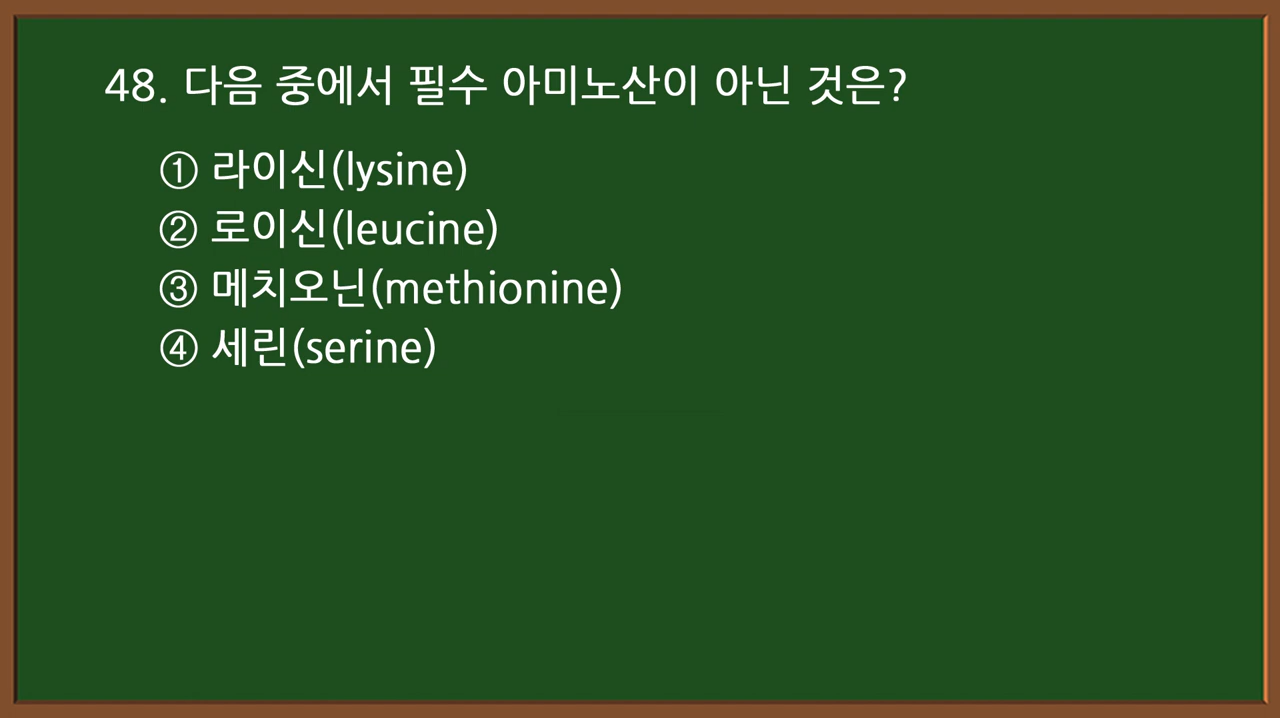 48. 다음 중에서 필수 아미노산이 아닌 것은?
① 라이신(lysine)
② 로이신(leucine)
③ 메치오닌(methionine)
④ 세린(serine)